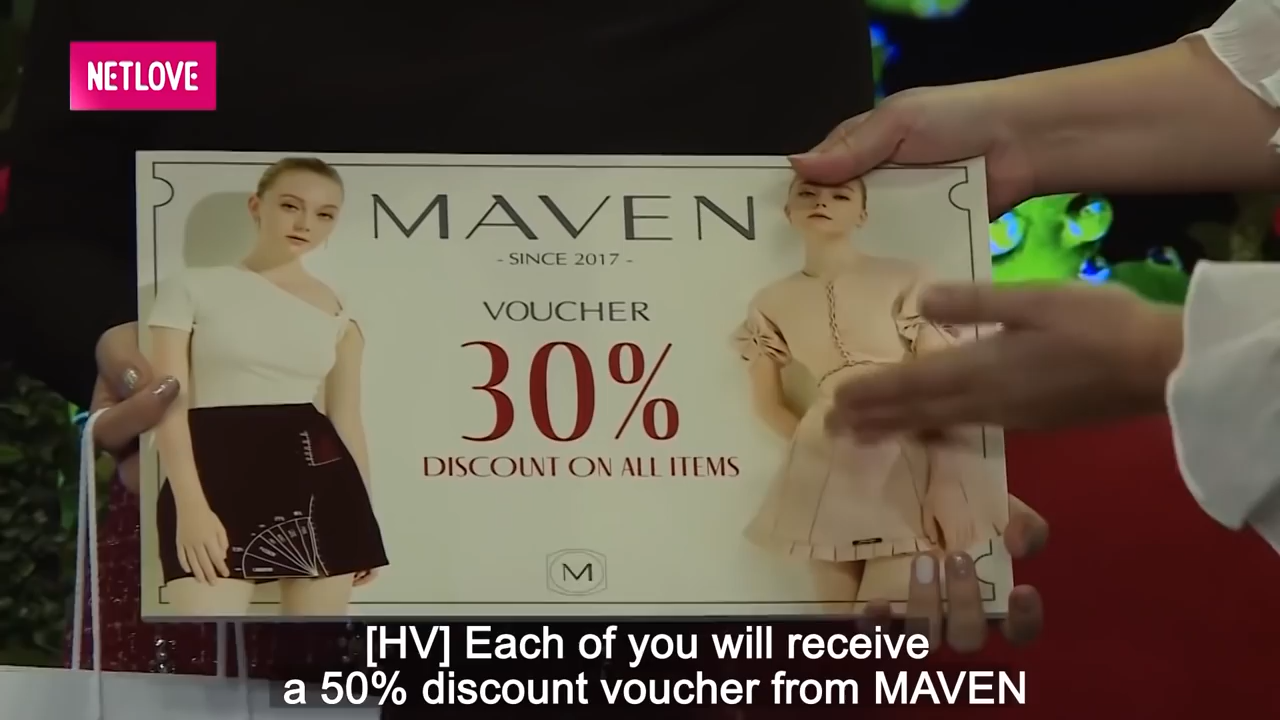 NETLOVE
MAVEN
- SINCE 2017 -
VOUCHER
30%
DISCOUNT ON ALL ITEMS
M
[HV] Each of you will receive
a 50% discount voucher from MAVEN